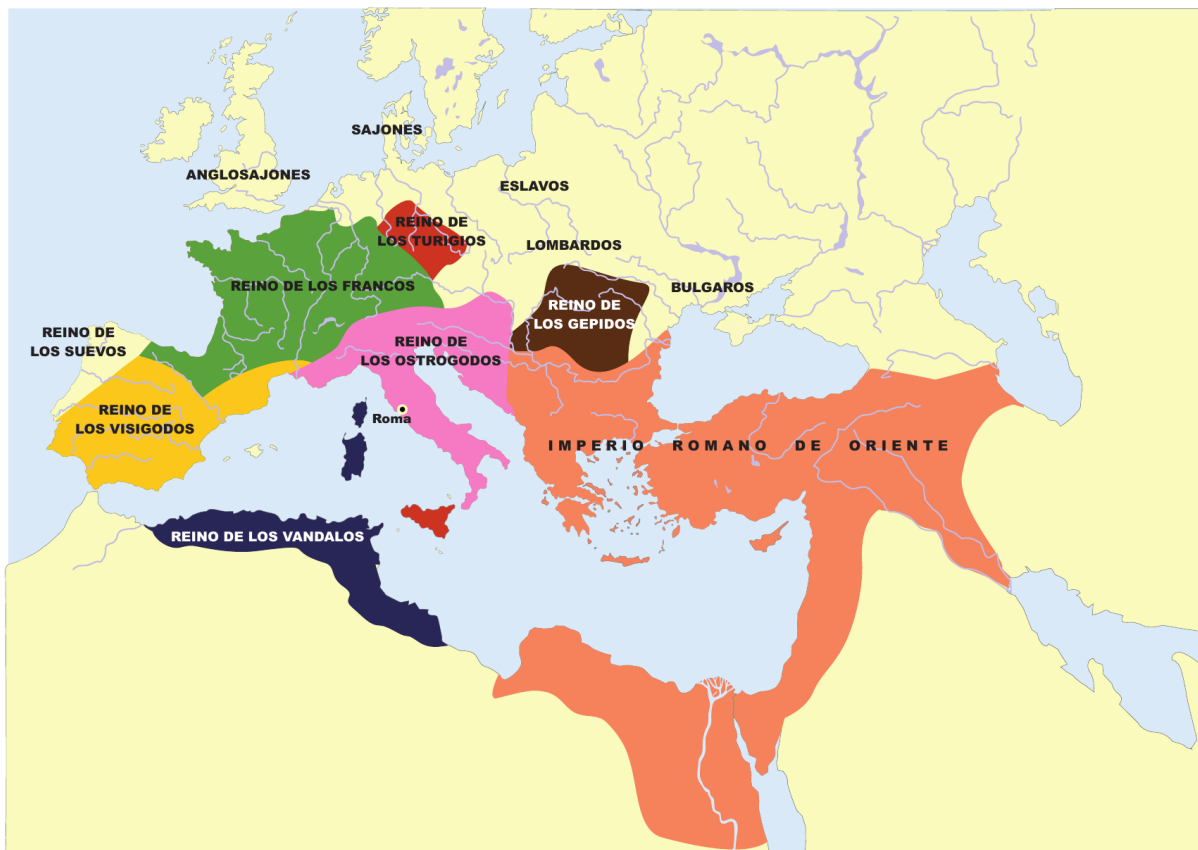 SAJONES
ANGLOSAJONES
ESLAVOS
REINO DE
LOS TURIGIOS
LOMBARDOS
REINO DE LOS FRANCOS
BULGAROS
REINO DE
LOS GEPIDOS
REINO DE
LOS SUEVOS
REINO DE
LOS OSTROGODOS
REINO DE
LOS VISIGODOS
Roma
IMPERIO ROMANO DE ORIENTE
REINO DE LOS VANDALOS